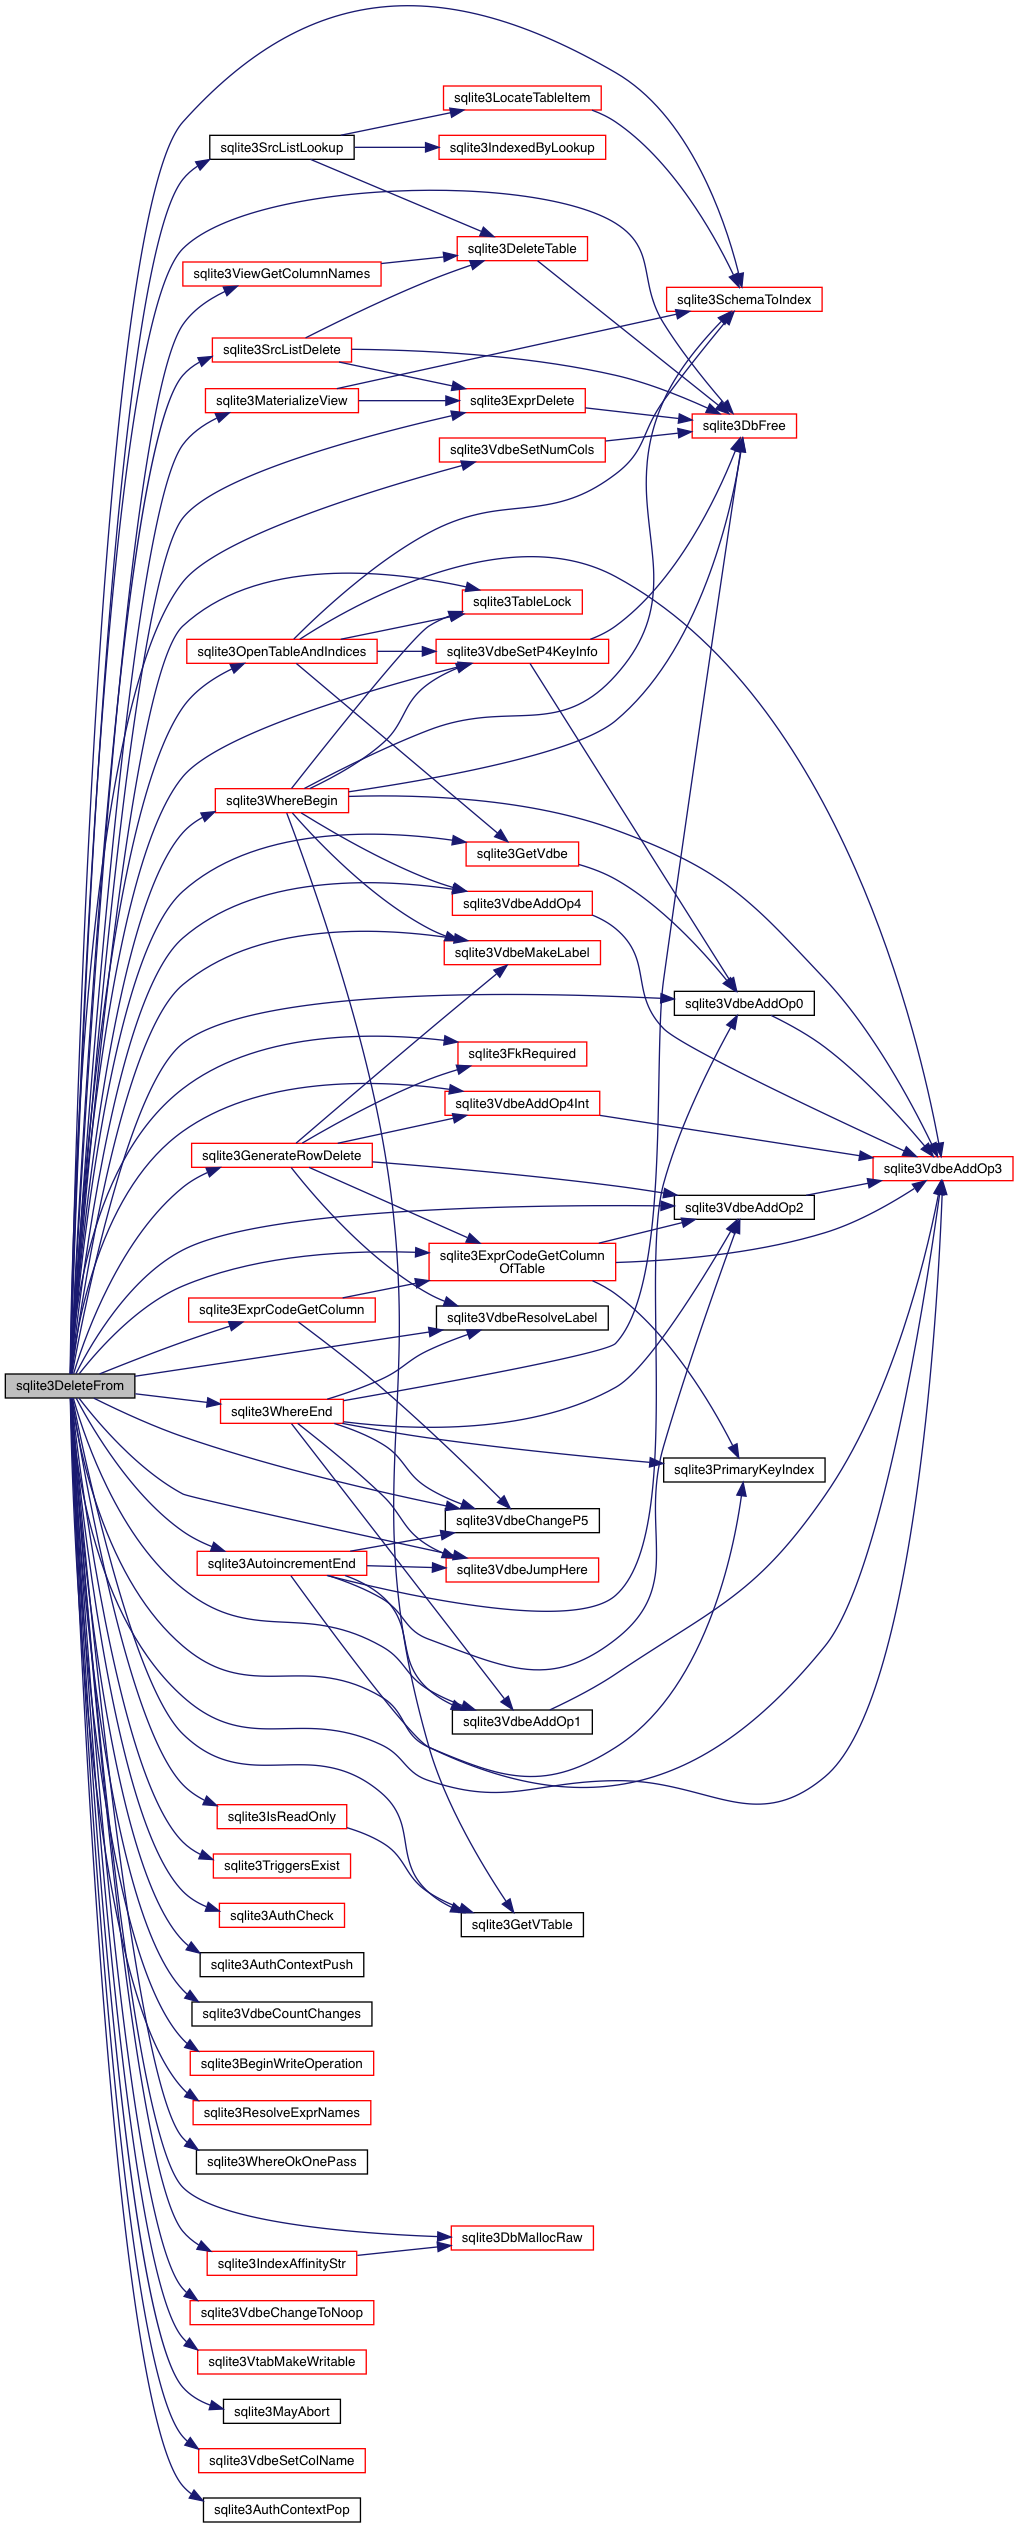 sqlite3LocateTableItem
sqlite3SrcListLookup
sqlite3IndexedByLookup
sqlite3DeleteTable
sqlite3ViewGetColumnNames
sqlite3SchemaToIndex
sqlite3SrcListDelete
sqlite3MaterializeView
sqlite3ExprDelete
sqlite3DbFree
sqlite3VdbeSetNumCols
sqlite3TableLock
sqlite3OpenTableAndIndices
sqlite3VdbeSetP4KeyInfo
sqlite3WhereBegin
sqlite3GetVdbe
sqlite3VdbeAddOp4
sqlite3VdbeMakeLabel
sqlite3VdbeAddOp0
sqlite3FkRequired
sqlite3VdbeAddOp4Int
sqlite3GenerateRowDelete
sqlite3VdbeAddOp3
sqlite3VdbeAddOp2
sqlite3ExprCodeGetColumn
OfTable
sqlite3ExprCodeGetColumn
sqlite3VdbeResolveLabel
sqlite3DeleteFrom
sqlite3WhereEnd
sqlite3PrimaryKeyIndex
sqlite3VdbeChangeP5
sqlite3AutoincrementEnd
sqlite3VdbeJumpHere
sqlite3VdbeAddOp1
sqlite3IsReadOnly
sqlite3TriggersExist
sqlite3AuthCheck
sqlite3GetVTable
sqlite3AuthContextPush
sqlite3VdbeCountChanges
sqlite3BeginWriteOperation
sqlite3ResolveExprNames
sqlite3WhereOkOnePass
sqlite3DbMallocRaw
sqlite3IndexAffinityStr
sqlite3VdbeChangeToNoop
sqlite3VtabMakeWritable
sqlite3MayAbort
sqlite3VdbeSetColName
sqlite3AuthContextPop